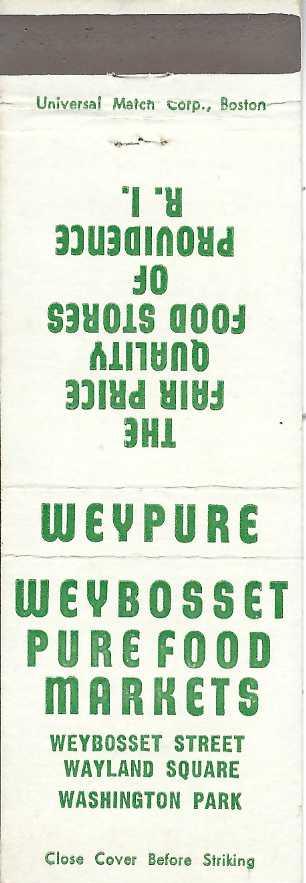 Universal Match Corp., Boston
THE
FAIR PRICE
QUALITY
FOOD STORES
OF
PROVIDENCE
R. I.
WEYPURE
WEYBOSSET
PURE FOOD
MARKETS
WEYBOSSET STREET
WAYLAND SQUARE
WASHINGTON PARK
Close Cover Before Striking